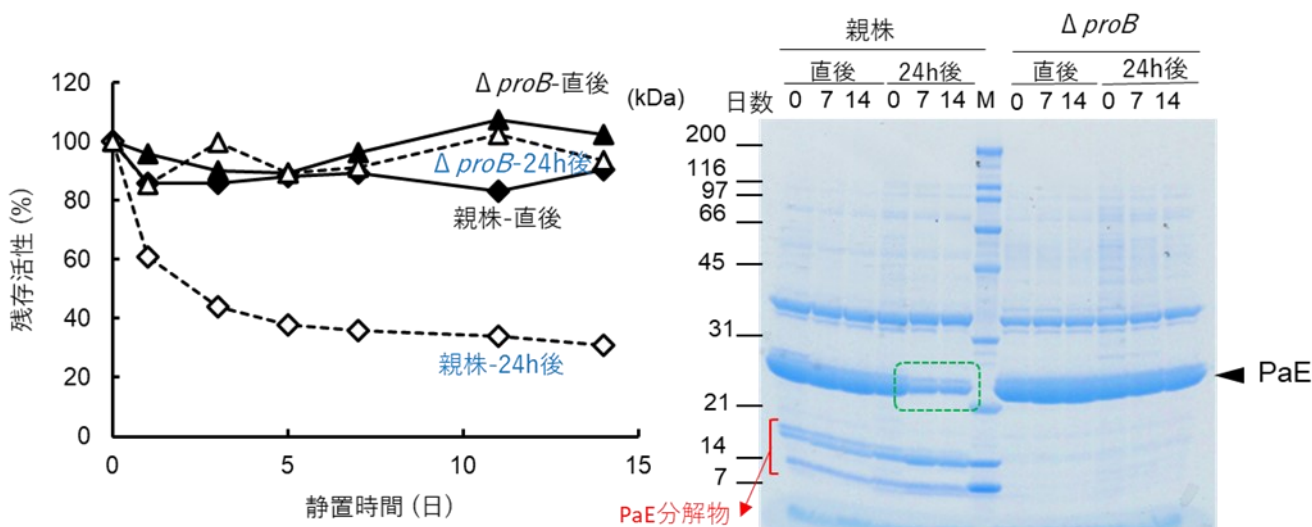 120
100
80
60
40
20
0
残存活性 (%)
0 5 10 15
静置時間 (日)
Δ proB-直後
Δ proB-24h後
親株-直後
親株-24h後
親株 Δ proB
直後 24h後 直後 24h後
(kDa) 日数 0 7 14 0 7 14 M 0 7 14 0 7 14
200
116
97
66
45
31
21
14
7
PaE
PaE分解物